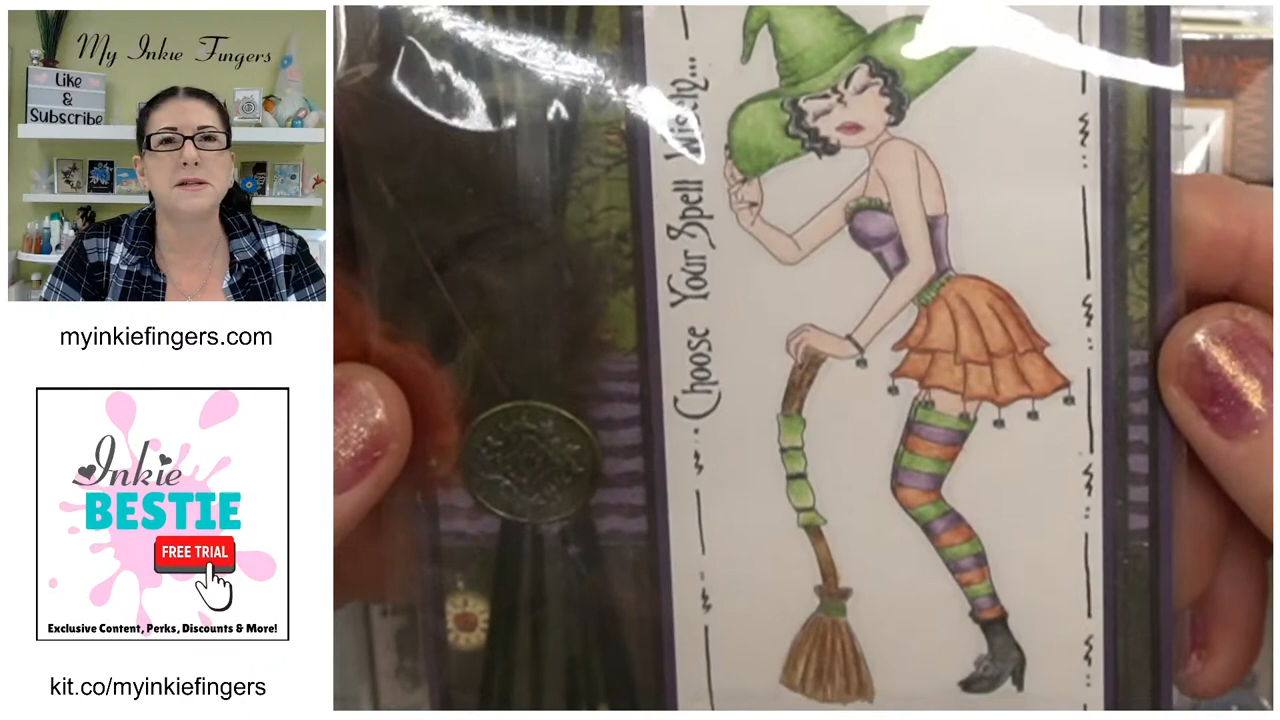 My Inkie Fingers
Like
&
Subscribe
myinkiefingers.com
Inkie
BESTIE
FREE TRIAL
Exclusive Content, Perks, Discounts & More!
kit.co/myinkiefingers
Choose Your Spell Wisely...